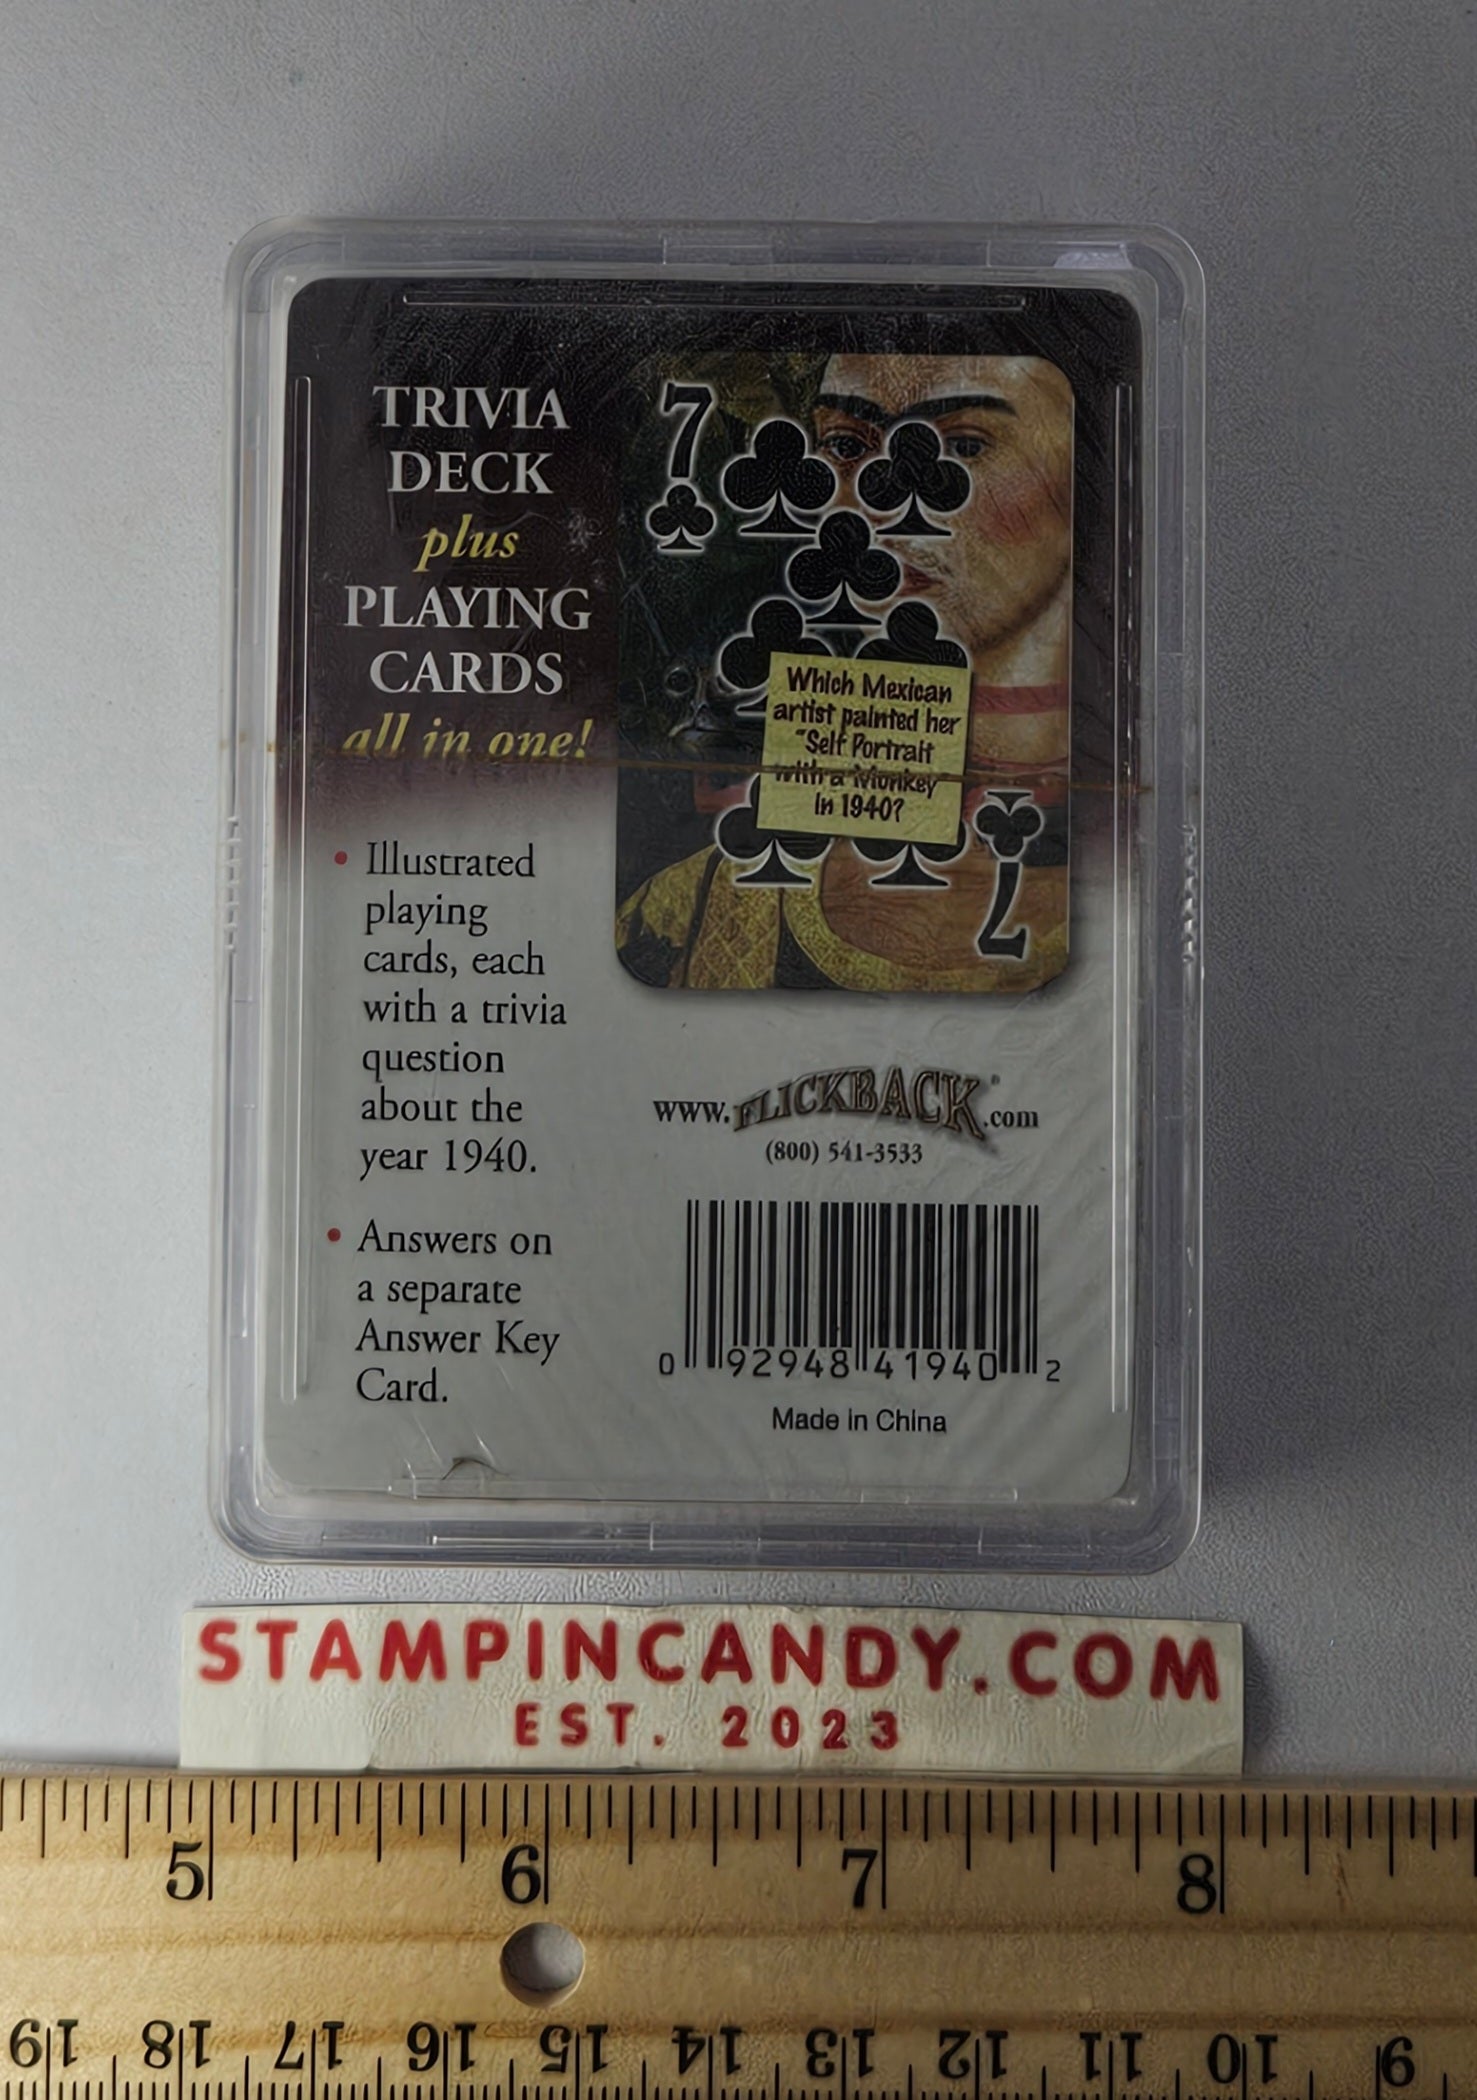 TRIVIA
DECK
plus
PLAYING
CARDS
all in one!
• Illustrated
playing
cards, each
with a trivia
question
about the
year 1940.
• Answers on
a separate
Answer Key
Card.
7
Which Mexican
artist painted her
"Self Portrait
with a Monkey
in 1940?
7
www.FLICKBACK®.com
(800) 541-3533
0 92948 41940 2
Made in China
STAMPINCANDY.COM
EST. 2023
5 6 7 8
19 18 17 16 15 14 13 12 11 10 9